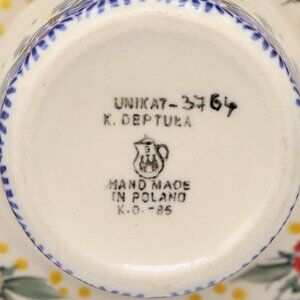 UNIKAT-3764
K. DEPTUŁA
B
HAND MADE
IN POLAND
K.D.-85